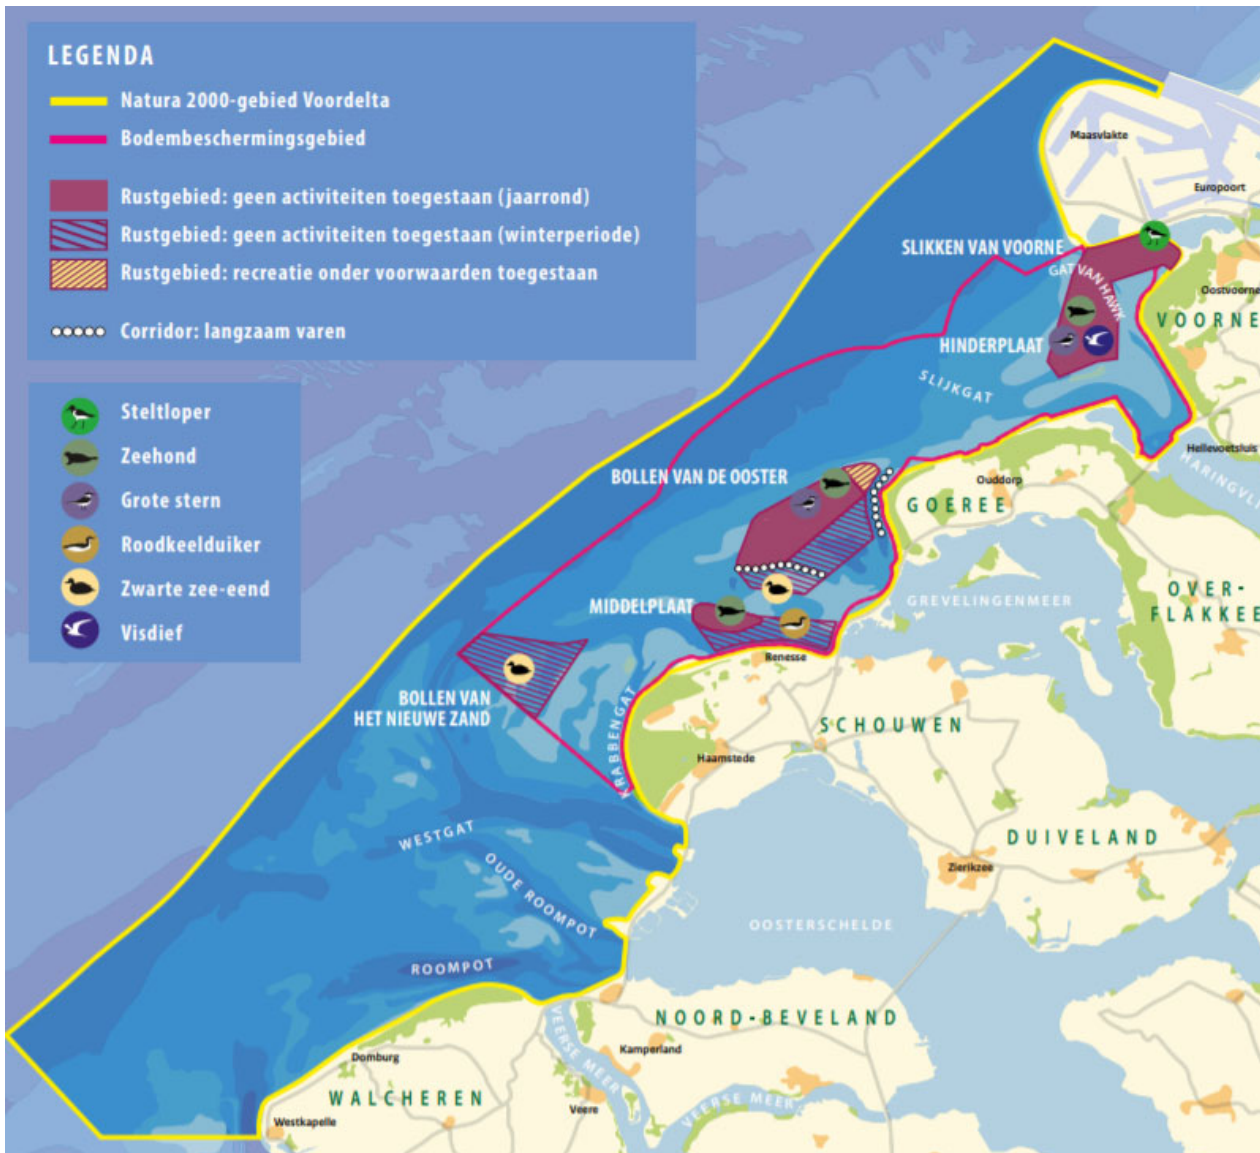 LEGENDA
Natura 2000-gebied Voordelta
Bodembeschermingsgebied
Rustgebied: geen activiteiten toegestaan (jaarrond)
Rustgebied: geen activiteiten toegestaan (winterperiode)
Rustgebied: recreatie onder voorwaarden toegestaan
Corridor: langzaam varen
Steltloper
Zeehond
Grote stern
Roodkeelduiker
Zwarte zee-eend
Visdief
Maasvlakte
Europoort
SLIKKEN VAN VOORNE
GAT VAN HAWK
Oostvoorne
VOORNE
HINDERPLAAT
SLIJKGAT
Hellevoetsluis
HARINGVL
BOLLEN VAN DE OOSTER
Ouddorp
GOEREE
OVER-
FLAKKEE
GREVELINGENMEER
MIDDELPLAAT
Renesse
BOLLEN VAN
HET NIEUWE ZAND
KRABBENGAT
SCHOUWEN
Haamstede
DUIVELAND
WESTGAT
OUDE ROOMPOT
Zierikzee
OOSTERSCHELDE
ROOMPOT
NOORD-BEVELAND
VEERSE MEER
Kamperland
Domburg
WALCHEREN
Veere
VEERSE MEER
Westkapelle